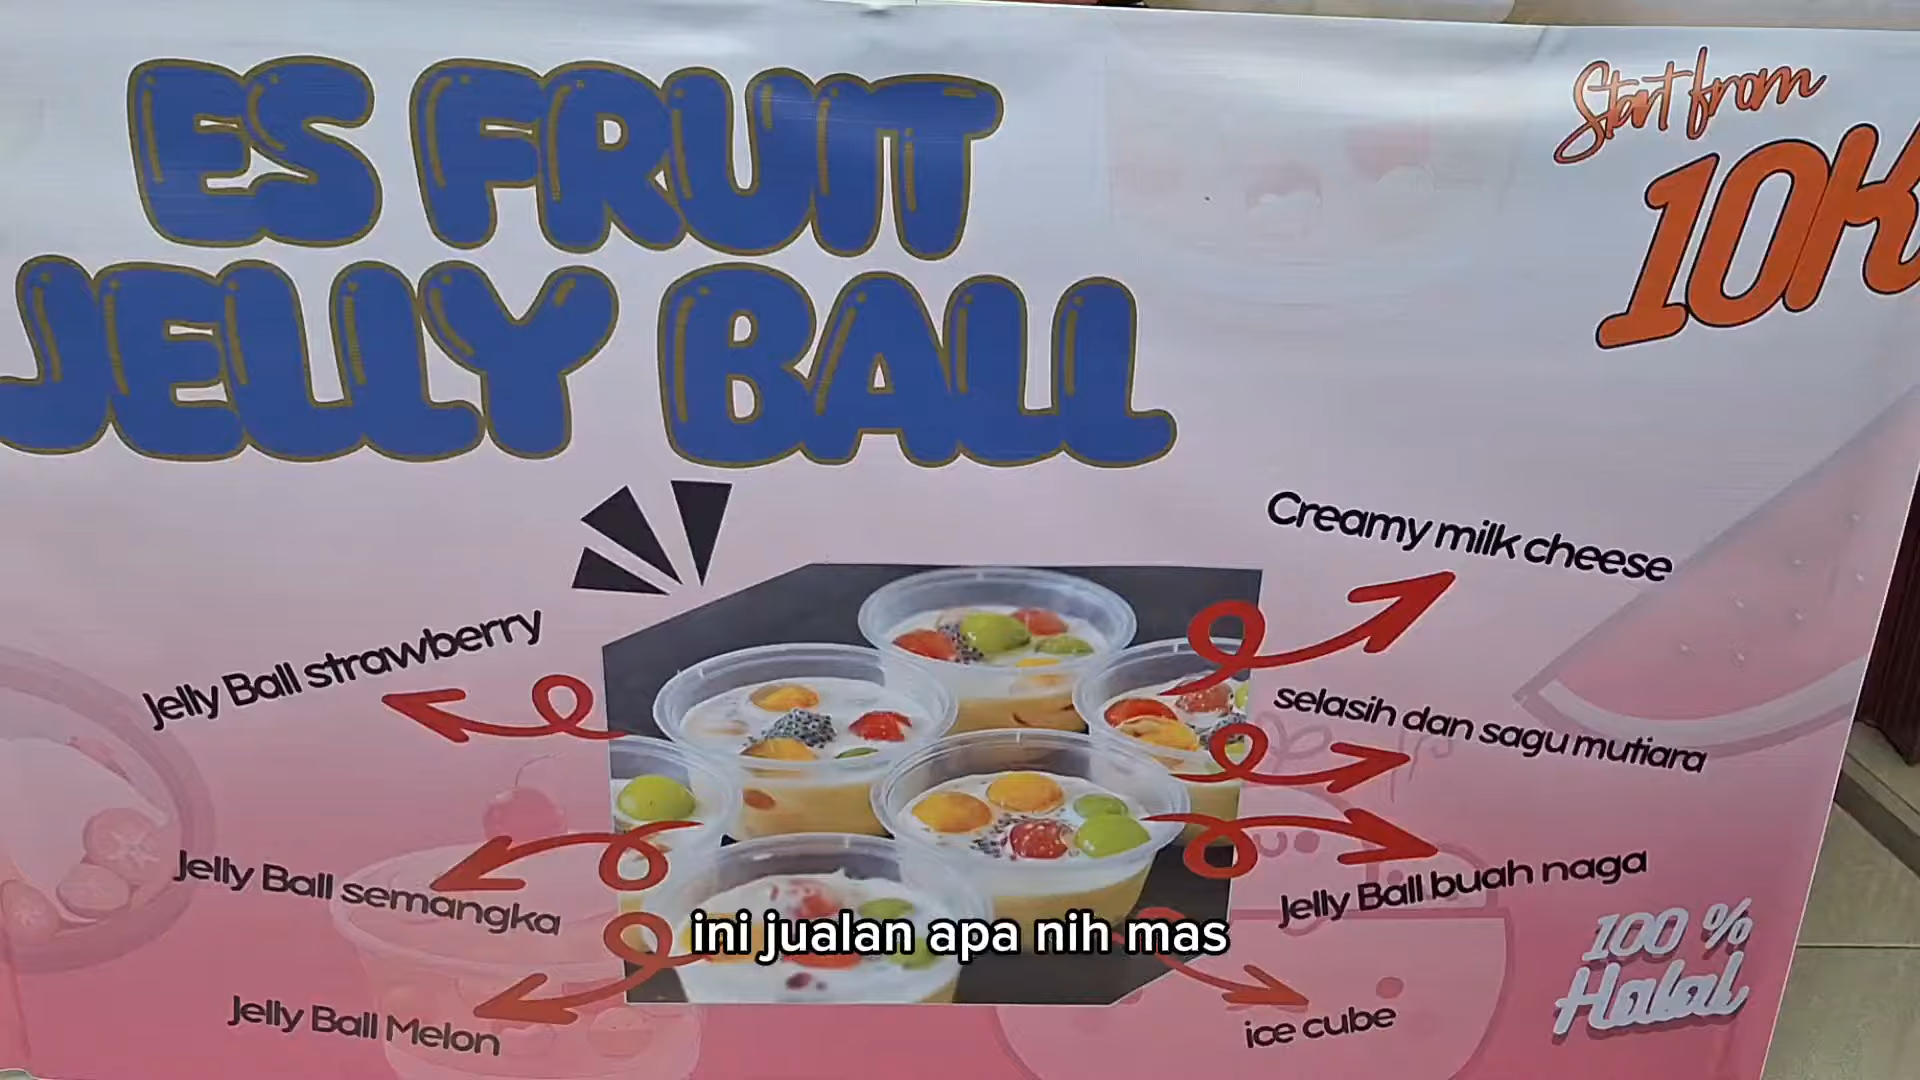 ES FRUIT
JELLY BALL
Start from
10K
Creamy milk cheese
Jelly Ball strawberry
selasih dan sagu mutiara
Jelly Ball semangka
Jelly Ball buah naga
ini jualan apa nih mas
Jelly Ball Melon
ice cube
100 %
Halal